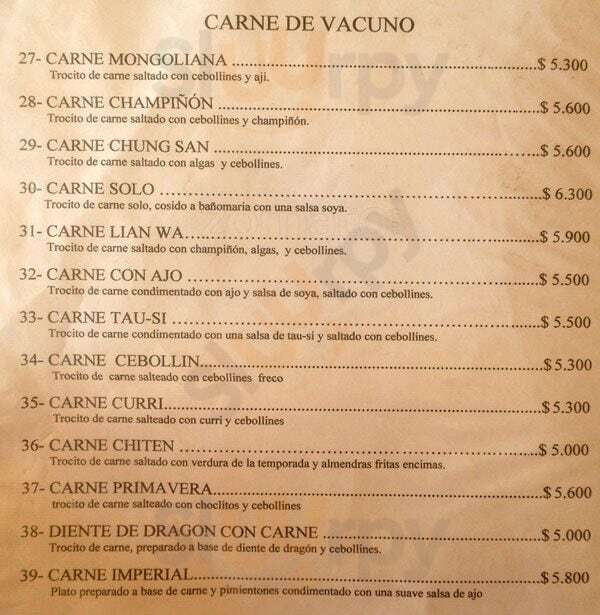 CARNE DE VACUNO
27- CARNE MONGOLIANA ........................................................$ 5.300
Trocito de carne saltado con cebollines y ají.
28- CARNE CHAMPIÑÓN ........................................................$ 5.600
Trocito de carne saltado con cebollines y champiñón.
29- CARNE CHUNG SAN ........................................................$ 5.600
Trocito de carne saltado con algas y cebollines.
30- CARNE SOLO ........................................................$ 6.300
Trocito de carne solo, cosido a bañomaria con una salsa soya.
31- CARNE LIAN WA........................................................$ 5.900
Trocito de carne saltado con champiñón, algas, y cebollines.
32- CARNE CON AJO ........................................................$ 5.500
Trocito de carne condimentado con ajo y salsa de soya, saltado con cebollines.
33- CARNE TAU-SI ........................................................$ 5.500
Trocito de carne condimentado con una salsa de tau-si y saltado con cebollines.
34- CARNE CEBOLLIN........................................................$ 5.300
Trocito de carne salteado con cebollines freco
35- CARNE CURRI........................................................$ 5.300
Trocito de carne salteado con curri y cebollines
36- CARNE CHITEN ........................................................$ 5.000
Trocito de carne saltado con verdura de la temporada y almendras fritas encimas.
37- CARNE PRIMAVERA........................................................$ 5.600
trocito de carne salteado con choclitos y cebollines
38- DIENTE DE DRAGON CON CARNE ........................................$ 5.000
Trocito de carne, preparado a base de diente de dragón y cebollines.
39- CARNE IMPERIAL........................................................$ 5.800
Plato preparado a base de carne y pimientones condimentado con una suave salsa de ajo